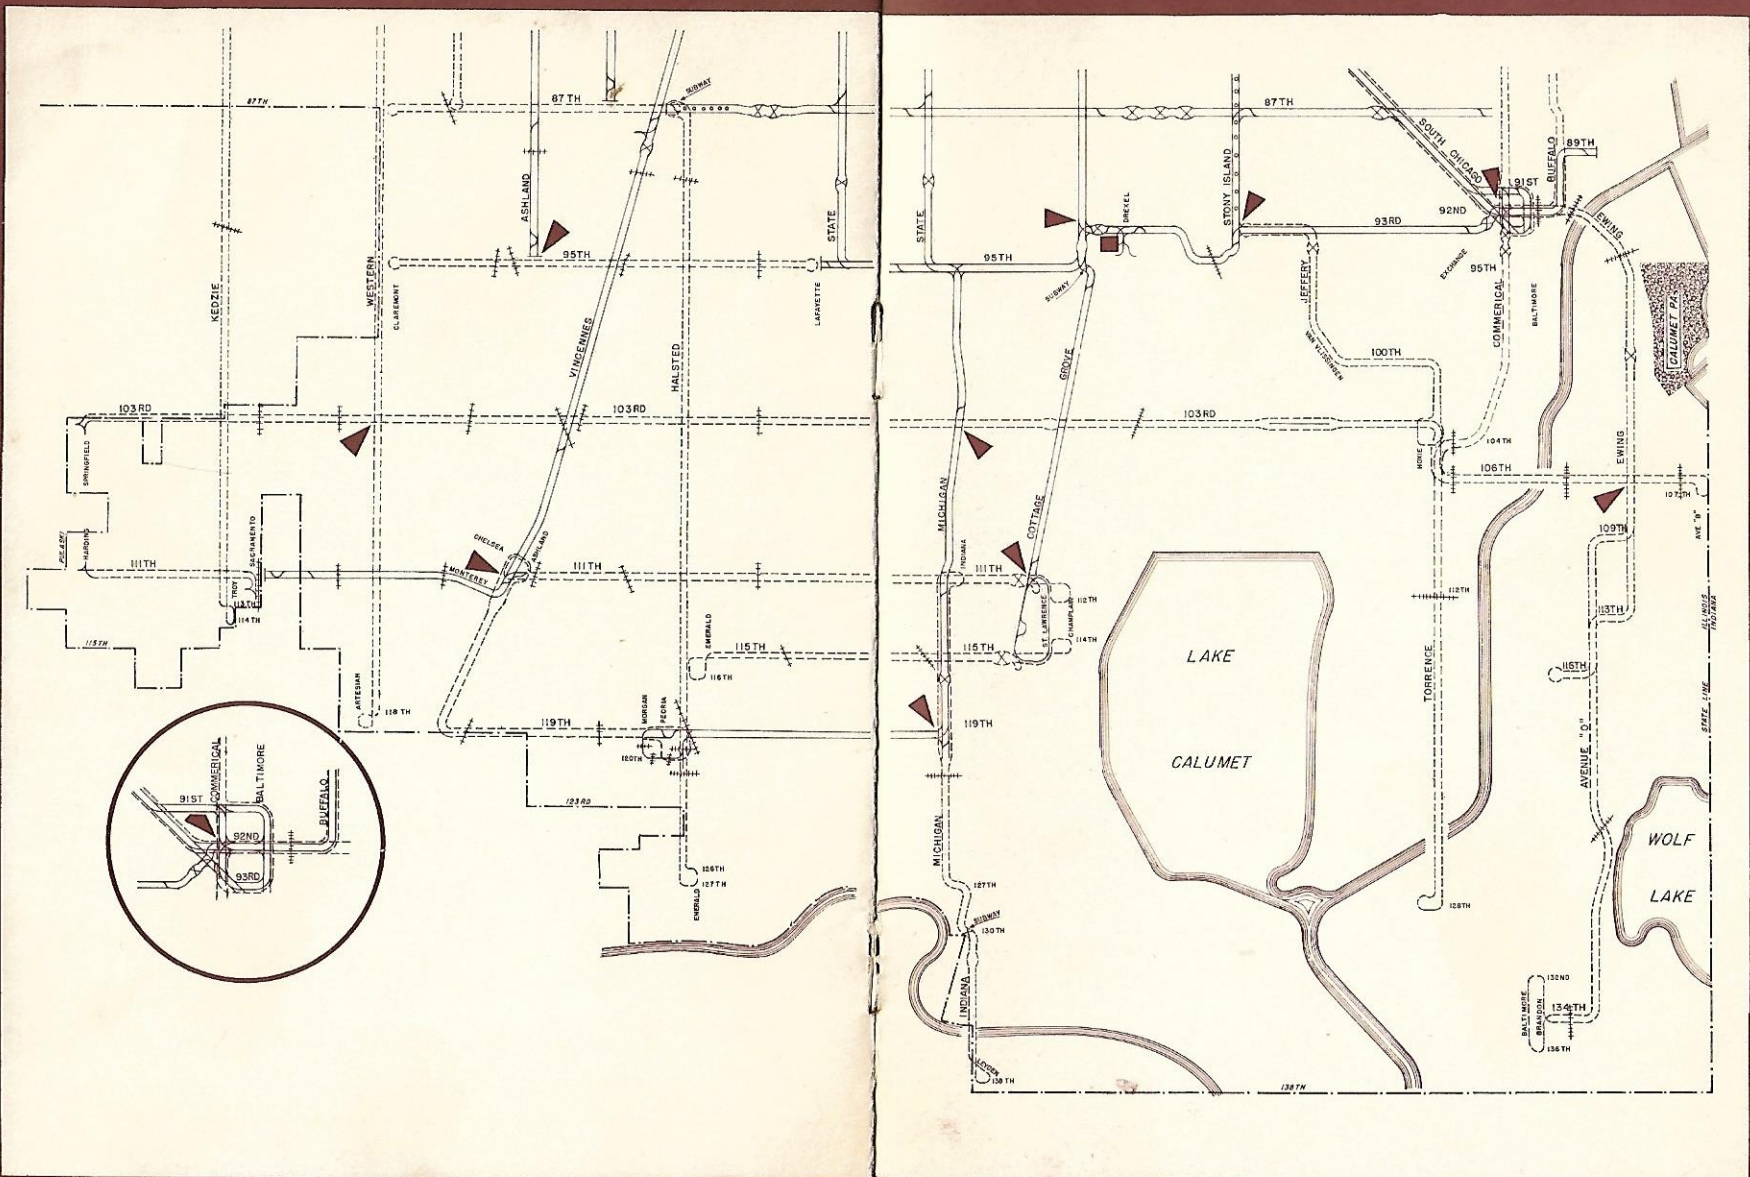 87TH
87TH
SUBWAY
ASHLAND
STATE
KEDZIE
WESTERN
CLAREMONT
95TH
LAFAYETTE
VINCENNES
HALSTED
103RD
103RD
SPRINGFIELD
PULASKI
HARDING
SACRAMENTO
111TH
TROY
113TH
114TH
115TH
CHELSEA
MONTEREY
ASHLAND
111TH
EMERALD
115TH
116TH
ARTESIAN
118TH
119TH
MORGAN
PEORIA
120TH
123RD
126TH
127TH
EMERALD
COMMERICAL
BALTIMORE
BUFFALO
91ST
92ND
93RD
87TH
STATE
95TH
SUBWAY
DREXEL
STONY ISLAND
SOUTH CHICAGO
91ST
92ND
93RD
BUFFALO
89TH
EWING
EXCHANGE
95TH
COMMERICAL
BALTIMORE
JEFFERY
VAN VLISSINGEN
100TH
CALUMET PA
GROVE
103RD
HOXIE
104TH
106TH
EWING
107TH
AVE "B"
109TH
MICHIGAN
COTTAGE
INDIANA
111TH
112TH
ST. LAWRENCE
CHAMPLAIN
114TH
115TH
119TH
LAKE
CALUMET
112TH
113TH
115TH
TORRENCE
AVENUE "O"
ILLINOIS
INDIANA
STATE LINE
WOLF
LAKE
MICHIGAN
127TH
SUBWAY
130TH
INDIANA
LEYDEN
138TH
138TH
128TH
132ND
BALTIMORE
BRANDON
134TH
136TH